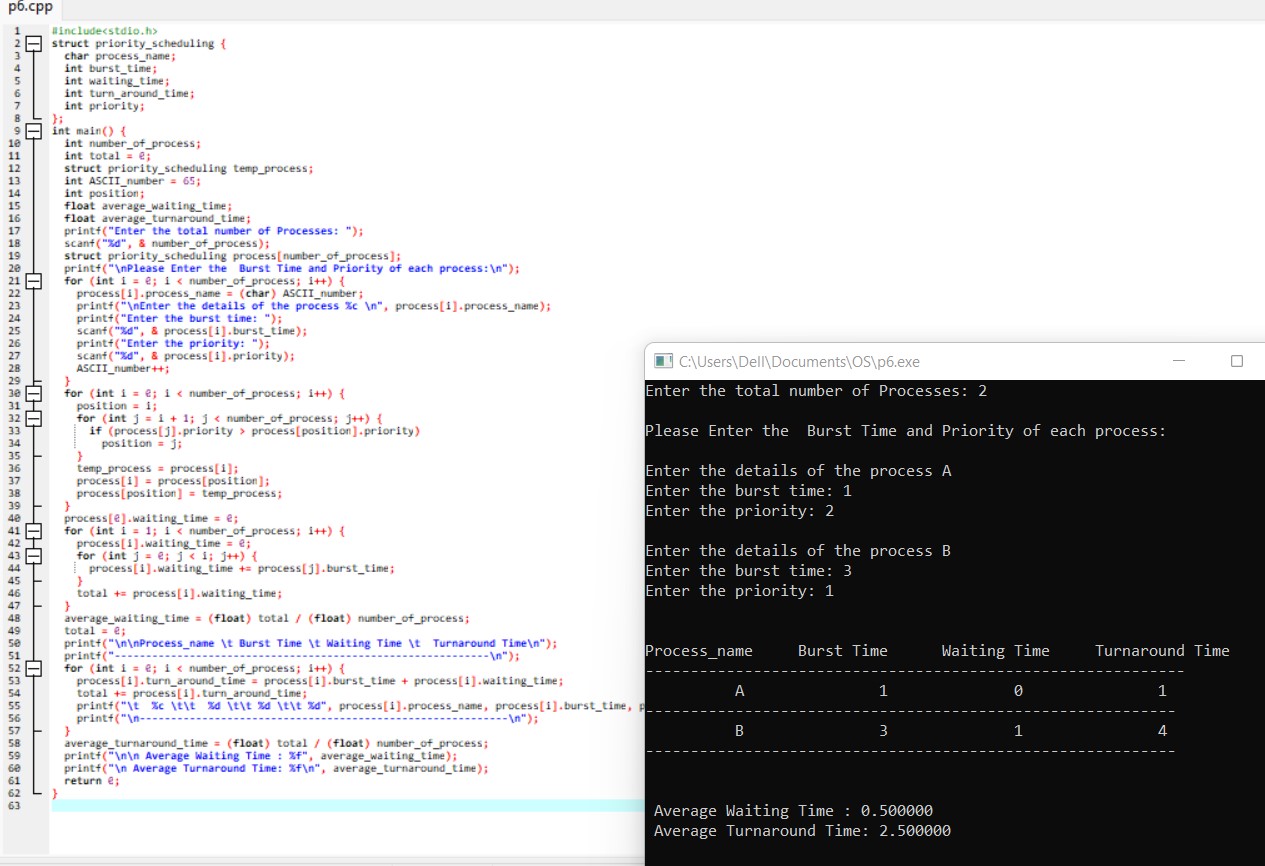 p6.cpp
1 #include<stdio.h>
2 struct priority_scheduling {
3 char process_name;
4 int burst_time;
5 int waiting_time;
6 int turn_around_time;
7 int priority;
8 };
9 int main() {
10 int number_of_process;
11 int total = 0;
12 struct priority_scheduling temp_process;
13 int ASCII_number = 65;
14 int position;
15 float average_waiting_time;
16 float average_turnaround_time;
17 printf("Enter the total number of Processes: ");
18 scanf("%d", & number_of_process);
19 struct priority_scheduling process[number_of_process];
20 printf("\nPlease Enter the  Burst Time and Priority of each process:\n");
21 for (int i = 0; i < number_of_process; i++) {
22 process[i].process_name = (char) ASCII_number;
23 printf("\nEnter the details of the process %c \n", process[i].process_name);
24 printf("Enter the burst time: ");
25 scanf("%d", & process[i].burst_time);
26 printf("Enter the priority: ");
27 scanf("%d", & process[i].priority);
28 ASCII_number++;
29 }
30 for (int i = 0; i < number_of_process; i++) {
31 position = i;
32 for (int j = i + 1; j < number_of_process; j++) {
33 if (process[j].priority > process[position].priority)
34 position = j;
35 }
36 temp_process = process[i];
37 process[i] = process[position];
38 process[position] = temp_process;
39 }
40 process[0].waiting_time = 0;
41 for (int i = 1; i < number_of_process; i++) {
42 process[i].waiting_time = 0;
43 for (int j = 0; j < i; j++) {
44 process[i].waiting_time += process[j].burst_time;
45 }
46 total += process[i].waiting_time;
47 }
48 average_waiting_time = (float) total / (float) number_of_process;
49 total = 0;
50 printf("\n\nProcess_name \t Burst Time \t Waiting Time \t  Turnaround Time\n");
51 printf("------------------------------------------------------------\n");
52 for (int i = 0; i < number_of_process; i++) {
53 process[i].turn_around_time = process[i].burst_time + process[i].waiting_time;
54 total += process[i].turn_around_time;
55 printf("\t  %c \t\t  %d \t\t %d \t\t %d", process[i].process_name, process[i].burst_time, p
56 printf("\n-----------------------------------------------------------\n");
57 }
58 average_turnaround_time = (float) total / (float) number_of_process;
59 printf("\n\n Average Waiting Time : %f", average_waiting_time);
60 printf("\n Average Turnaround Time: %f\n", average_turnaround_time);
61 return 0;
62 }
63
C:\Users\Dell\Documents\OS\p6.exe
Enter the total number of Processes: 2
Please Enter the  Burst Time and Priority of each process:
Enter the details of the process A
Enter the burst time: 1
Enter the priority: 2
Enter the details of the process B
Enter the burst time: 3
Enter the priority: 1
Process_name     Burst Time      Waiting Time     Turnaround Time
------------------------------------------------------------
A               1              0               1
-----------------------------------------------------------
B               3              1               4
-----------------------------------------------------------
Average Waiting Time : 0.500000
Average Turnaround Time: 2.500000